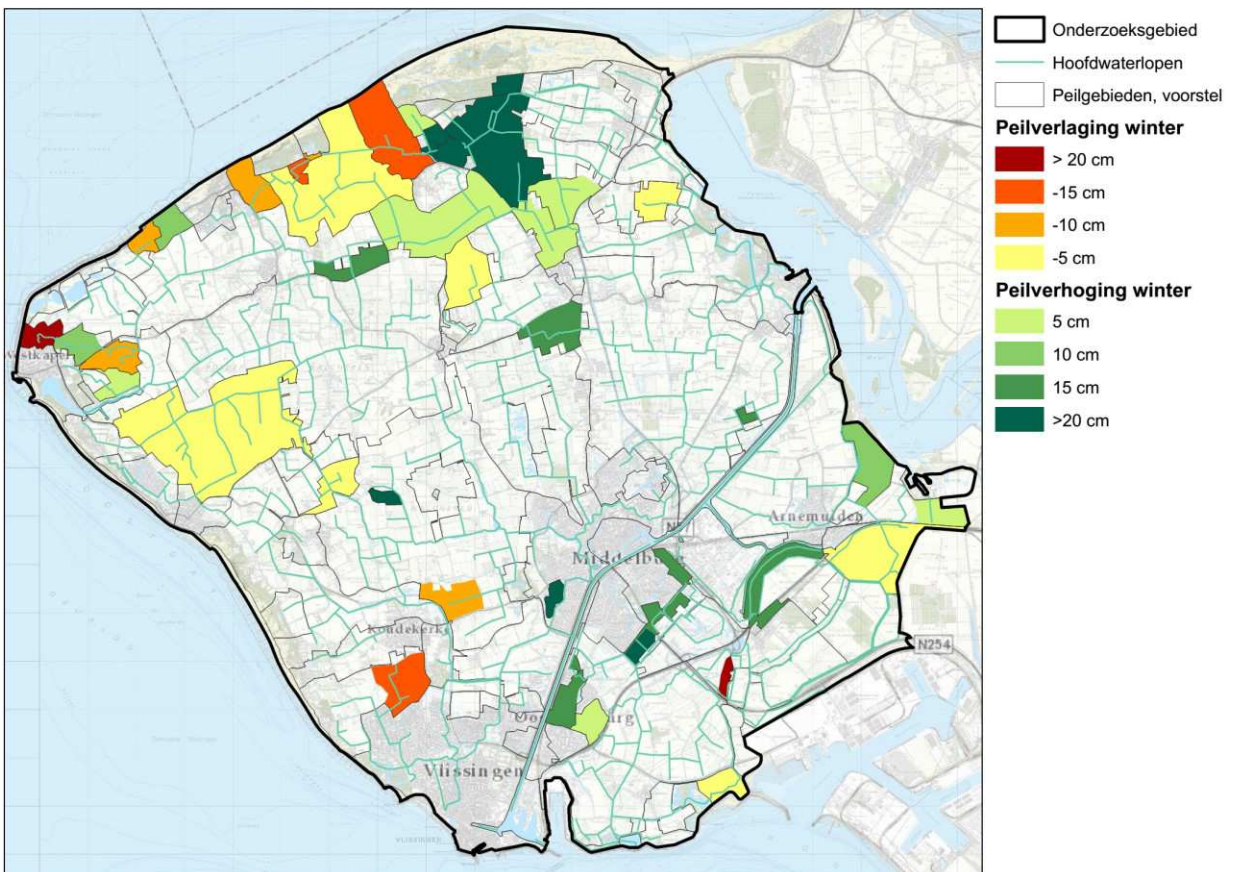 Onderzoeksgebied
Hoofdwaterlopen
Peilgebieden, voorstel
Peilverlaging winter
> 20 cm
-15 cm
-10 cm
-5 cm
Peilverhoging winter
5 cm
10 cm
15 cm
>20 cm
Arnemuiden
Middelburg
Koudekerke
N254
Vlissingen